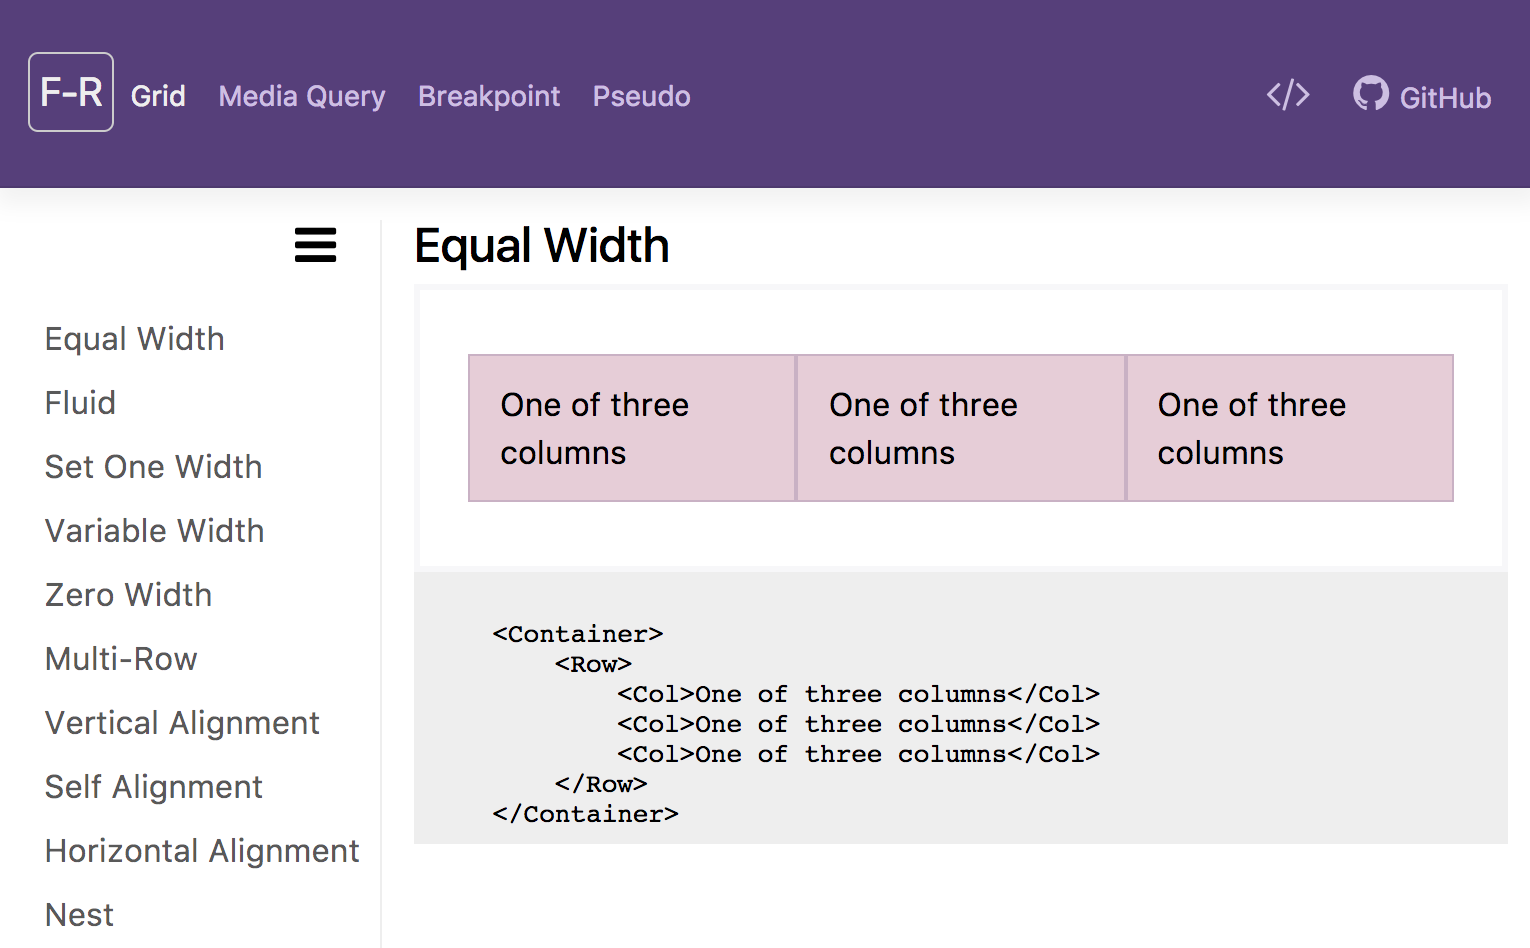 F-R Grid Media Query Breakpoint Pseudo </> GitHub
Equal Width
Fluid
Set One Width
Variable Width
Zero Width
Multi-Row
Vertical Alignment
Self Alignment
Horizontal Alignment
Nest
Equal Width
One of three
columns
One of three
columns
One of three
columns
<Container>
    <Row>
        <Col>One of three columns</Col>
        <Col>One of three columns</Col>
        <Col>One of three columns</Col>
    </Row>
</Container>